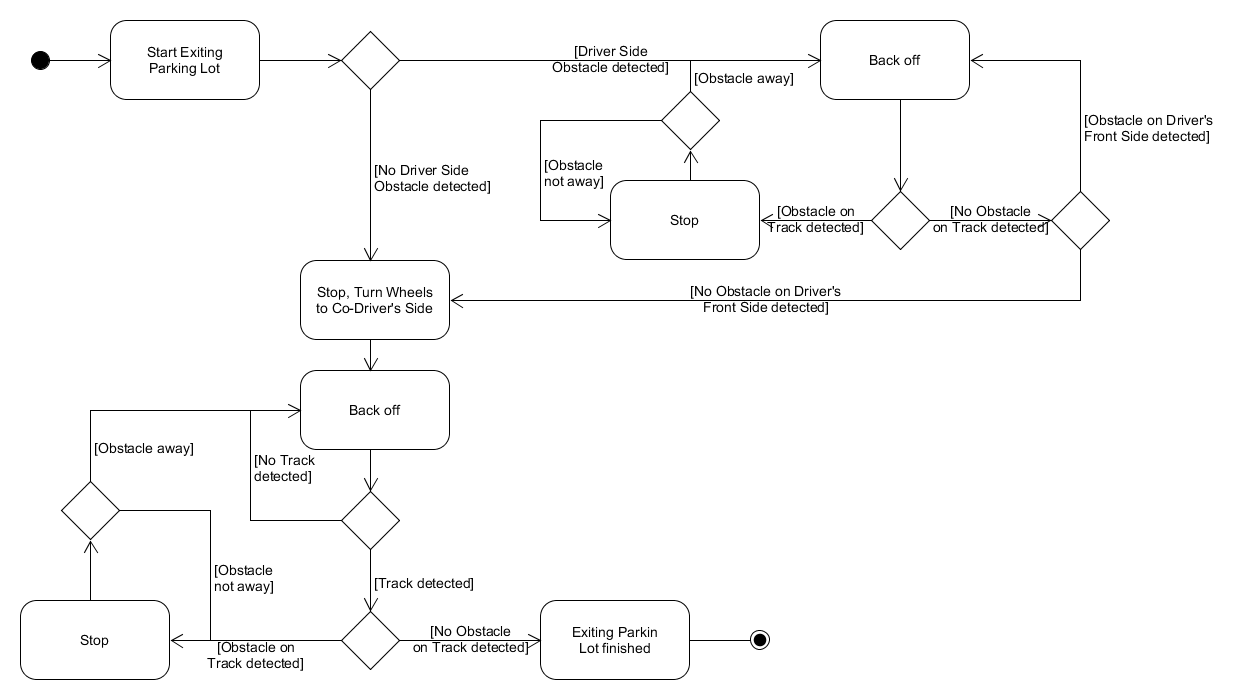 Start Exiting
Parking Lot
[Driver Side
Obstacle detected]
Back off
[Obstacle away]
[Obstacle on Driver's
Front Side detected]
[No Driver Side
Obstacle detected]
[Obstacle
not away]
Stop
[Obstacle on
Track detected]
[No Obstacle
on Track detected]
Stop, Turn Wheels
to Co-Driver's Side
[No Obstacle on Driver's
Front Side detected]
Back off
[Obstacle away]
[No Track
detected]
[Obstacle
not away]
[Track detected]
Stop
[Obstacle on
Track detected]
[No Obstacle
on Track detected]
Exiting Parkin
Lot finished